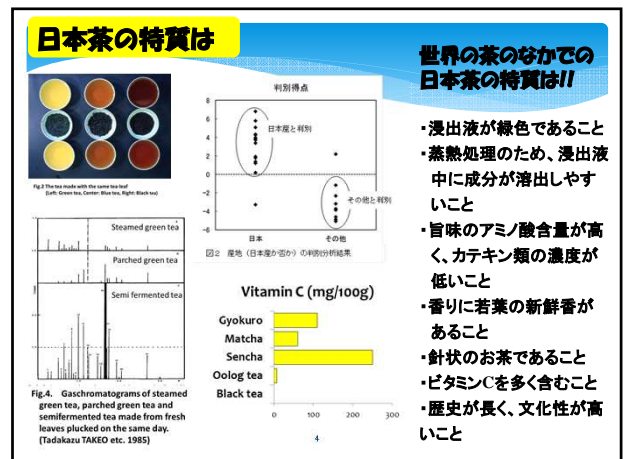 日本茶の特質は
世界の茶のなかでの
日本茶の特質は!!
Fig.2 The tea made with the same tea leaf
(Left: Green tea, Center: Blue tea, Right: Black tea)
判別得点
8
6
4
2
0
-2
-4
-6
日本産と判別
その他と判別
日本
その他
図2 産地(日本産か否か)の判別分析結果
Steamed green tea
Parched green tea
Semi fermented tea
Fig.4. Gaschromatograms of steamed
green tea, parched green tea and
semifermented tea made from fresh
leaves plucked on the same day.
(Tadakazu TAKEO etc. 1985)
Vitamin C (mg/100g)
Gyokuro
Matcha
Sencha
Oolog tea
Black tea
0 100 200 300
4
・浸出液が緑色であること
・蒸熱処理のため、浸出液
中に成分が溶出しやす
いこと
・旨味のアミノ酸含量が高
く、カテキン類の濃度が
低いこと
・香りに若葉の新鮮香が
あること
・針状のお茶であること
・ビタミンCを多く含むこと
・歴史が長く、文化性が高
いこと